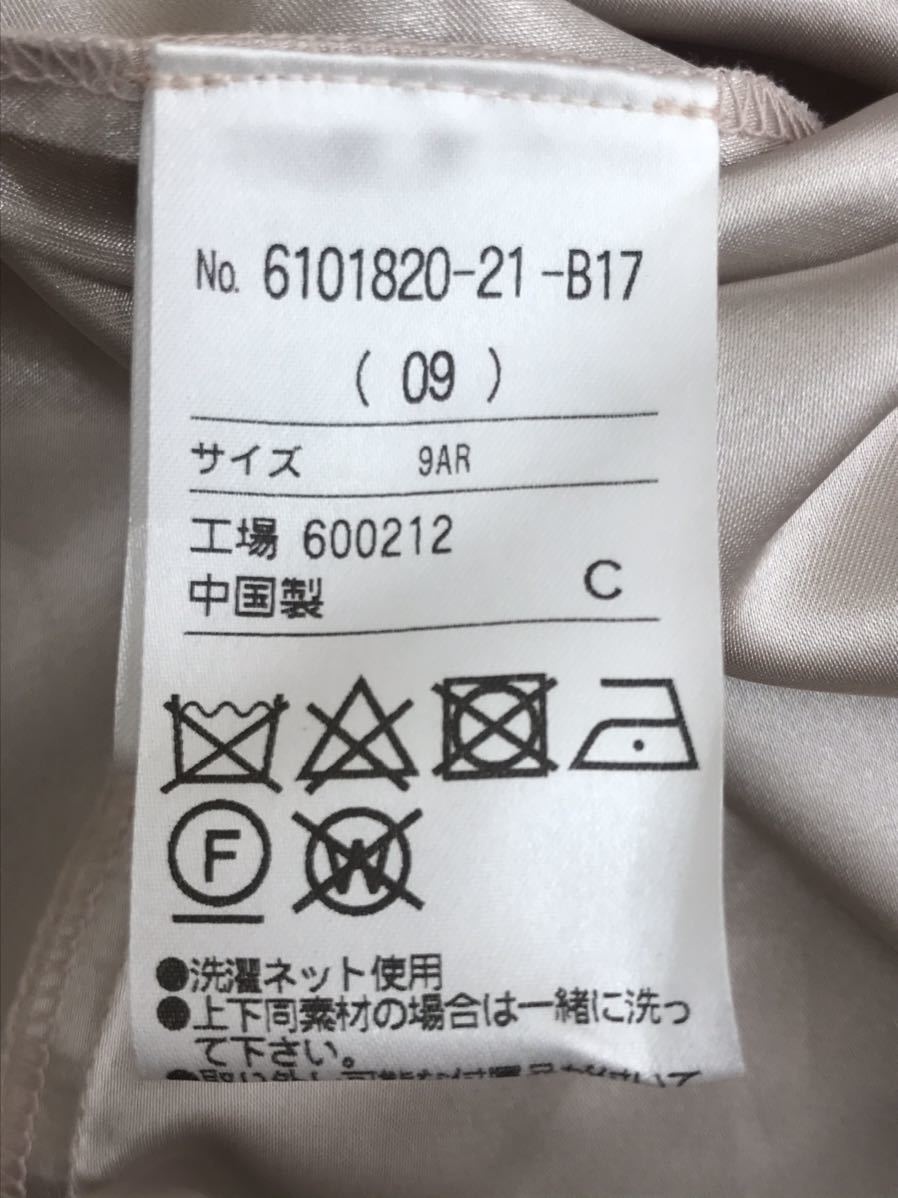 No. 6101820-21-B17
( 09 )
サイズ 9AR
工場 600212
中国製 C
F W
●洗濯ネット使用
●上下同素材の場合は一緒に洗っ
て下さい。